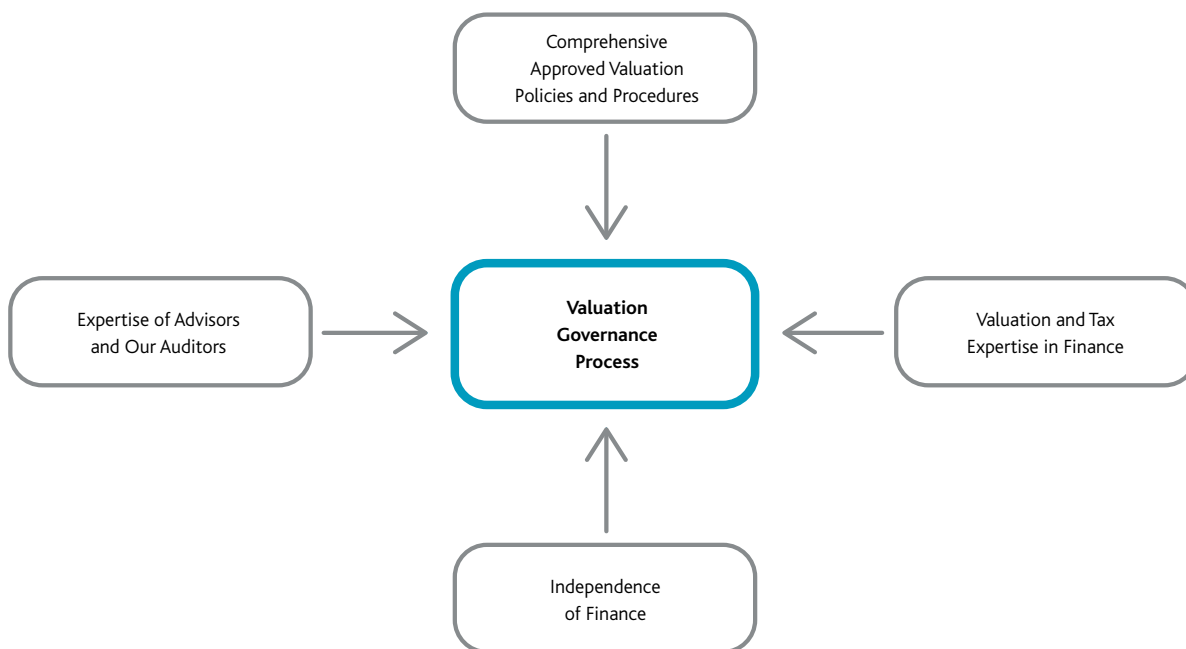 Comprehensive
Approved Valuation
Policies and Procedures
Expertise of Advisors
and Our Auditors
Valuation
Governance
Process
Valuation and Tax
Expertise in Finance
Independence
of Finance